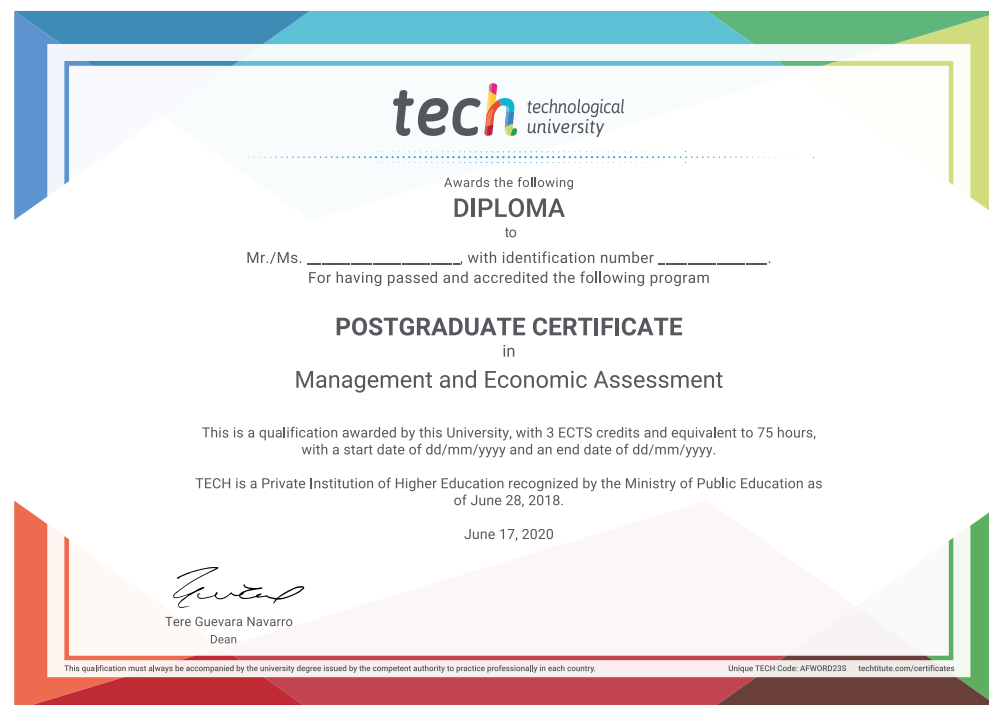 tech technological
university
Awards the following
DIPLOMA
to
Mr./Ms. ____________________, with identification number ______________.
For having passed and accredited the following program
POSTGRADUATE CERTIFICATE
in
Management and Economic Assessment
This is a qualification awarded by this University, with 3 ECTS credits and equivalent to 75 hours,
with a start date of dd/mm/yyyy and an end date of dd/mm/yyyy.
TECH is a Private Institution of Higher Education recognized by the Ministry of Public Education as
of June 28, 2018.
June 17, 2020
Tere Guevara Navarro
Dean
This qualification must always be accompanied by the university degree issued by the competent authority to practice professionally in each country.
Unique TECH Code: AFWORD23S techtitute.com/certificates